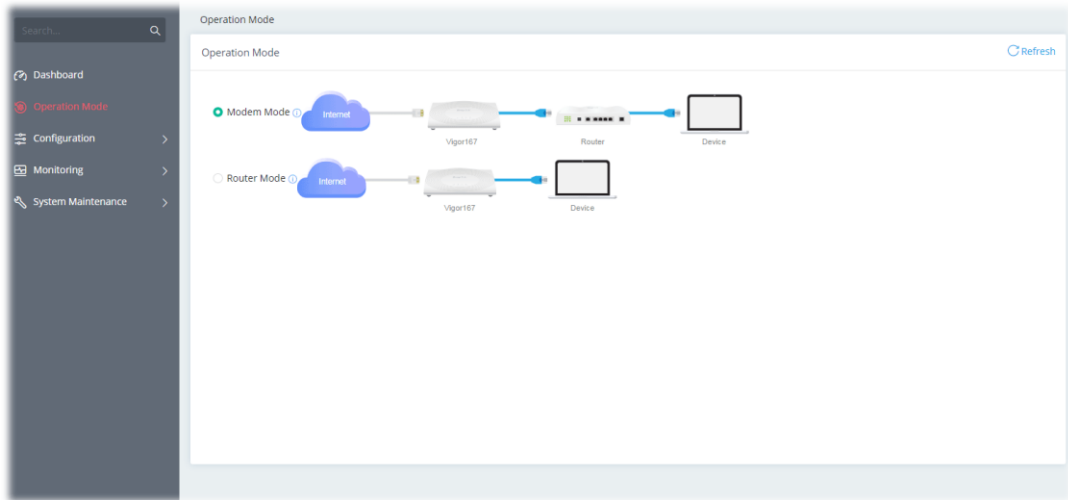 Search...
Dashboard
Operation Mode
Configuration
Monitoring
System Maintenance
Operation Mode
Operation Mode
Refresh
Modem Mode
Internet
Vigor167
Router
Device
Router Mode
Internet
Vigor167
Device